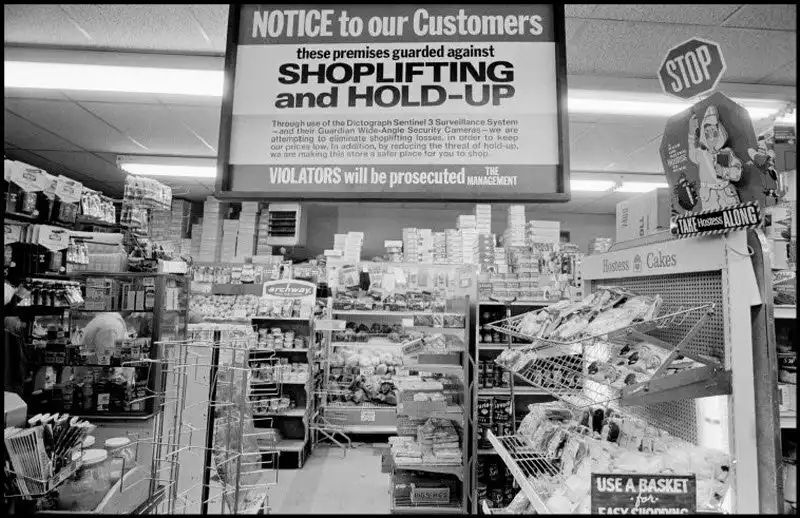 NOTICE to our Customers
these premises guarded against
SHOPLIFTING
and HOLD-UP
Through use of the Dictograph Sentinel 3 Surveillance System
—and their Guardian Wide-Angle Security Cameras—we are
attempting to eliminate shoplifting losses, in order to keep
our prices low. In addition, by reducing the threat of hold-up,
we are making this store a safer place for you to shop.
VIOLATORS will be prosecuted THE
MANAGEMENT
STOP
TAKE Hostess ALONG
Hostess Cakes
archway
USE A BASKET
for
EASY SHOPPING